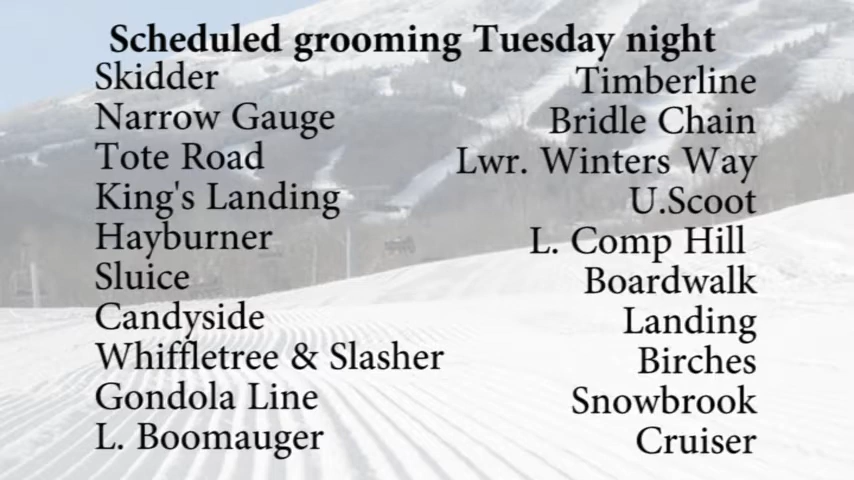 Scheduled grooming Tuesday night
Skidder
Narrow Gauge
Tote Road
King's Landing
Hayburner
Sluice
Candyside
Whiffletree & Slasher
Gondola Line
L. Boomauger
Timberline
Bridle Chain
Lwr. Winters Way
U.Scoot
L. Comp Hill
Boardwalk
Landing
Birches
Snowbrook
Cruiser